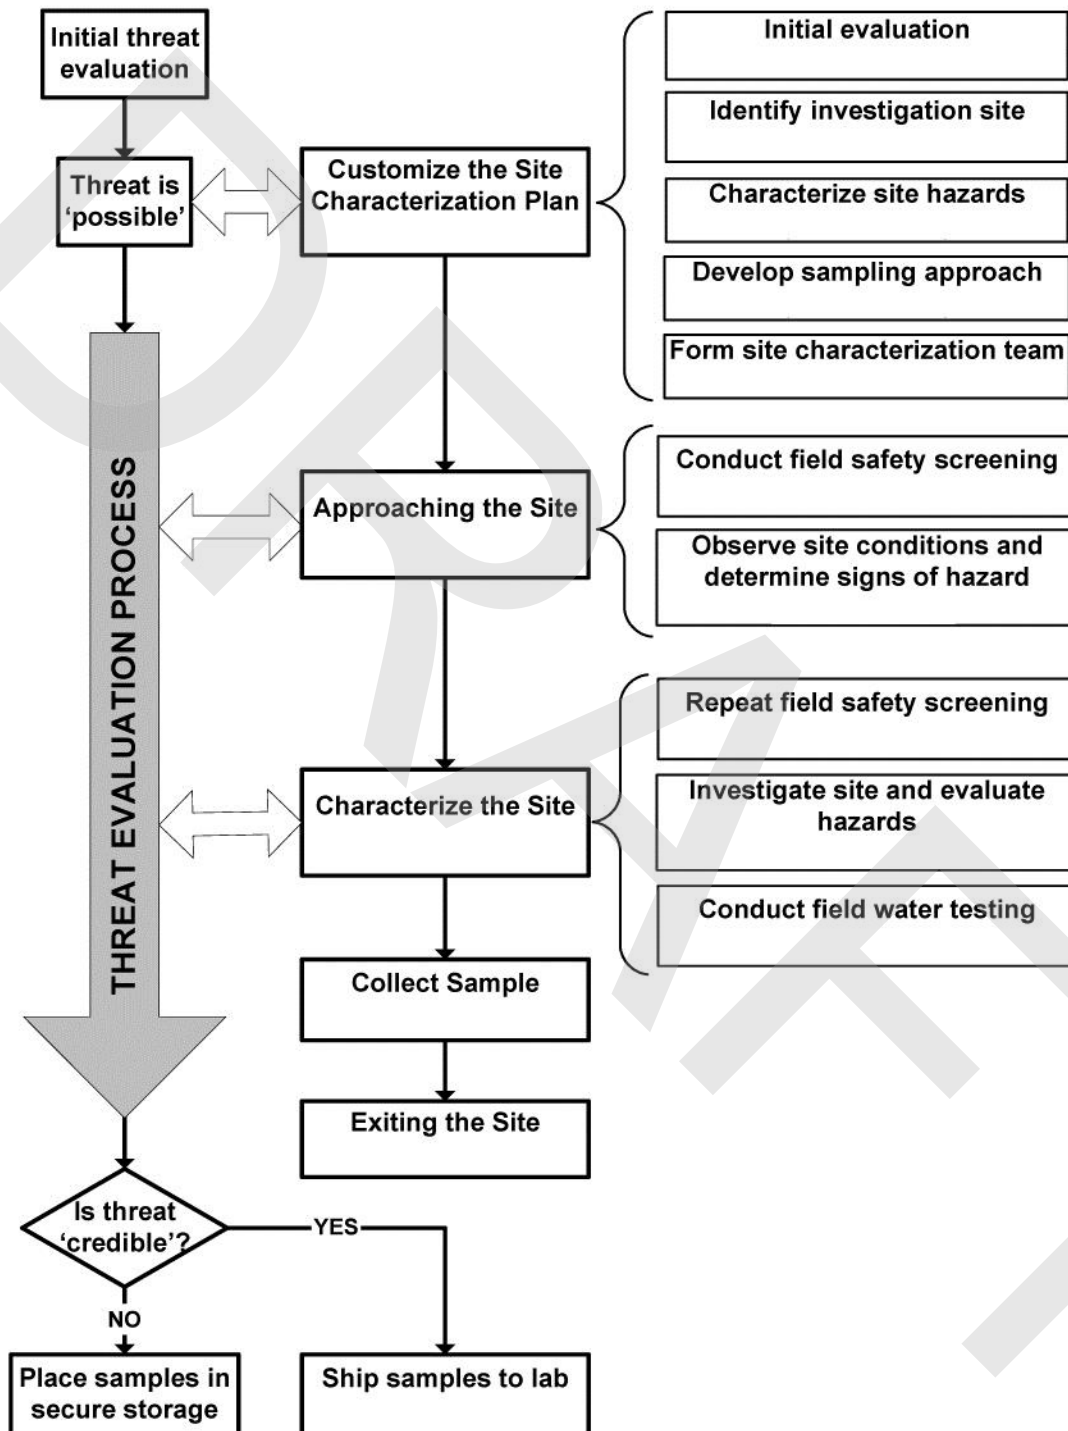 Initial threat
evaluation
Threat is
‘possible’
Customize the Site
Characterization Plan
Initial evaluation
Identify investigation site
Characterize site hazards
Develop sampling approach
Form site characterization team
THREAT EVALUATION PROCESS
Approaching the Site
Conduct field safety screening
Observe site conditions and
determine signs of hazard
Characterize the Site
Repeat field safety screening
Investigate site and evaluate
hazards
Conduct field water testing
Collect Sample
Exiting the Site
Is threat
‘credible’?
YES
NO
Place samples in
secure storage
Ship samples to lab
DRAFT